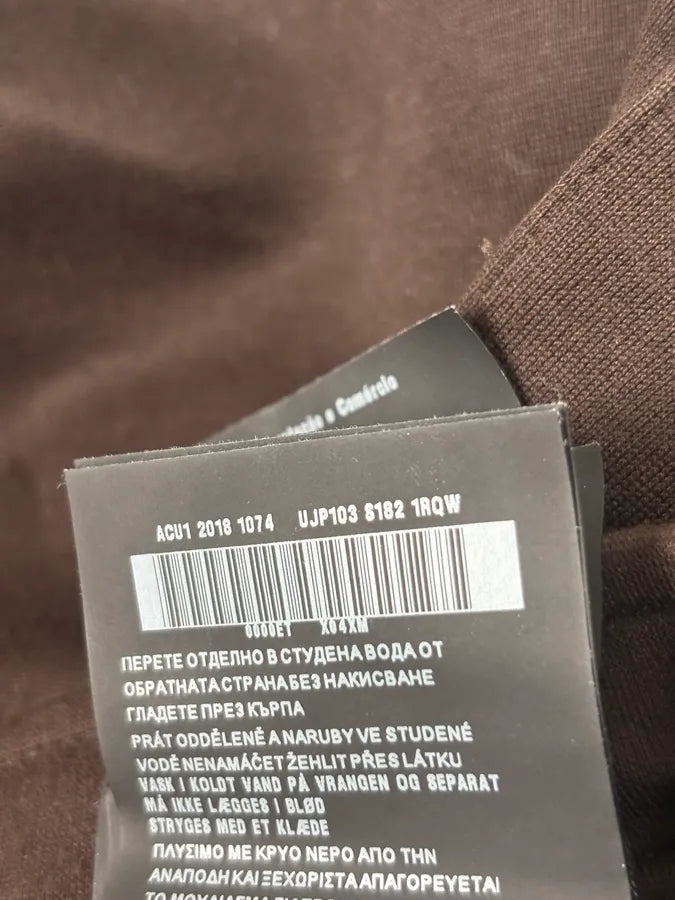 e Comércio
ACU1 2018 1074 UJP103 S182 1RQW
0000ET X04XM
ПЕРЕТЕ ОТДЕЛНО В СТУДЕНА ВОДА ОТ
ОБРАТНАТА СТРАНА БЕЗ НАКИСВАНЕ
ГЛАДЕТЕ ПРЕЗ КЪРПА
PRÁT ODDĚLENĚ A NARUBY VE STUDENÉ
VODĚ NENAMÁČET ŽEHLIT PŘES LÁTKU
VASK I KOLDT VAND PÅ VRANGEN OG SEPARAT
MÅ IKKE LÆGGES I BLØD
STRYGES MED ET KLÆDE
ΠΛΥΣΙΜΟ ΜΕ ΚΡΥΟ ΝΕΡΟ ΑΠΟ ΤΗΝ
ΑΝΑΠΟΔΗ ΚΑΙ ΞΕΧΩΡΙΣΤΑ ΑΠΑΓΟΡΕΥΕΤΑΙ
ΤΟ